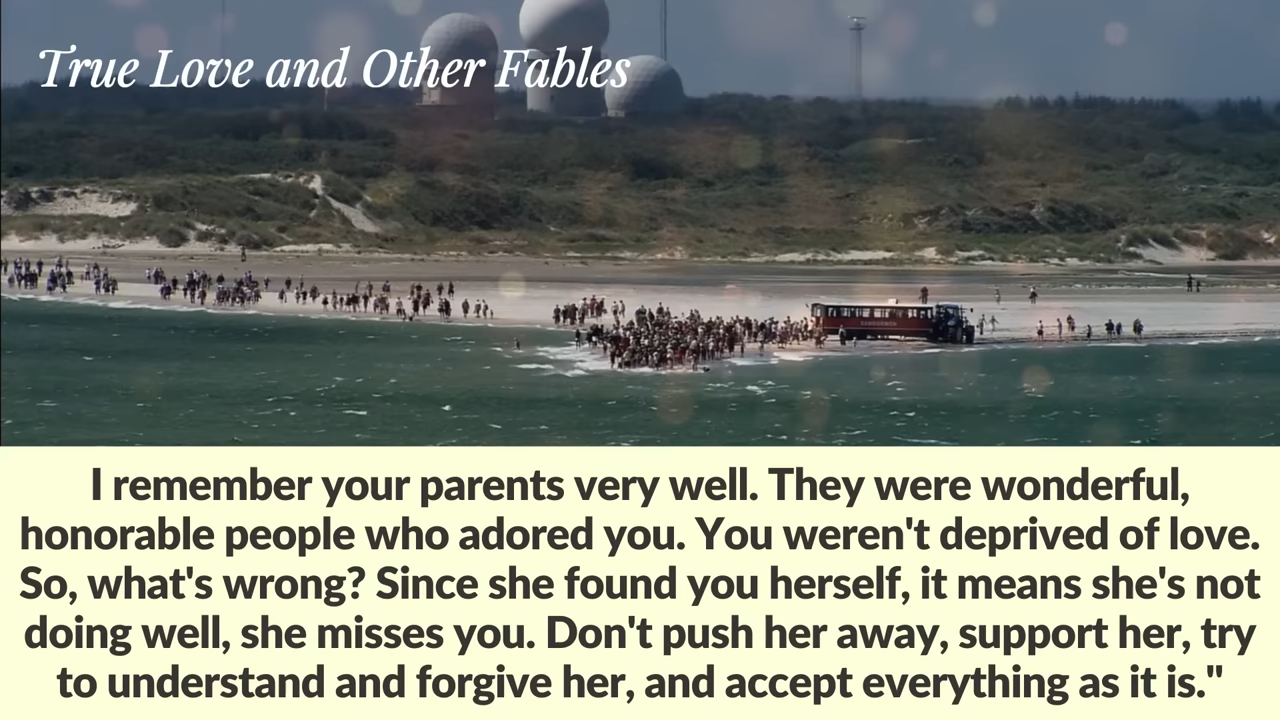 True Love and Other Fables
I remember your parents very well. They were wonderful,
honorable people who adored you. You weren't deprived of love.
So, what's wrong? Since she found you herself, it means she's not
doing well, she misses you. Don't push her away, support her, try
to understand and forgive her, and accept everything as it is."